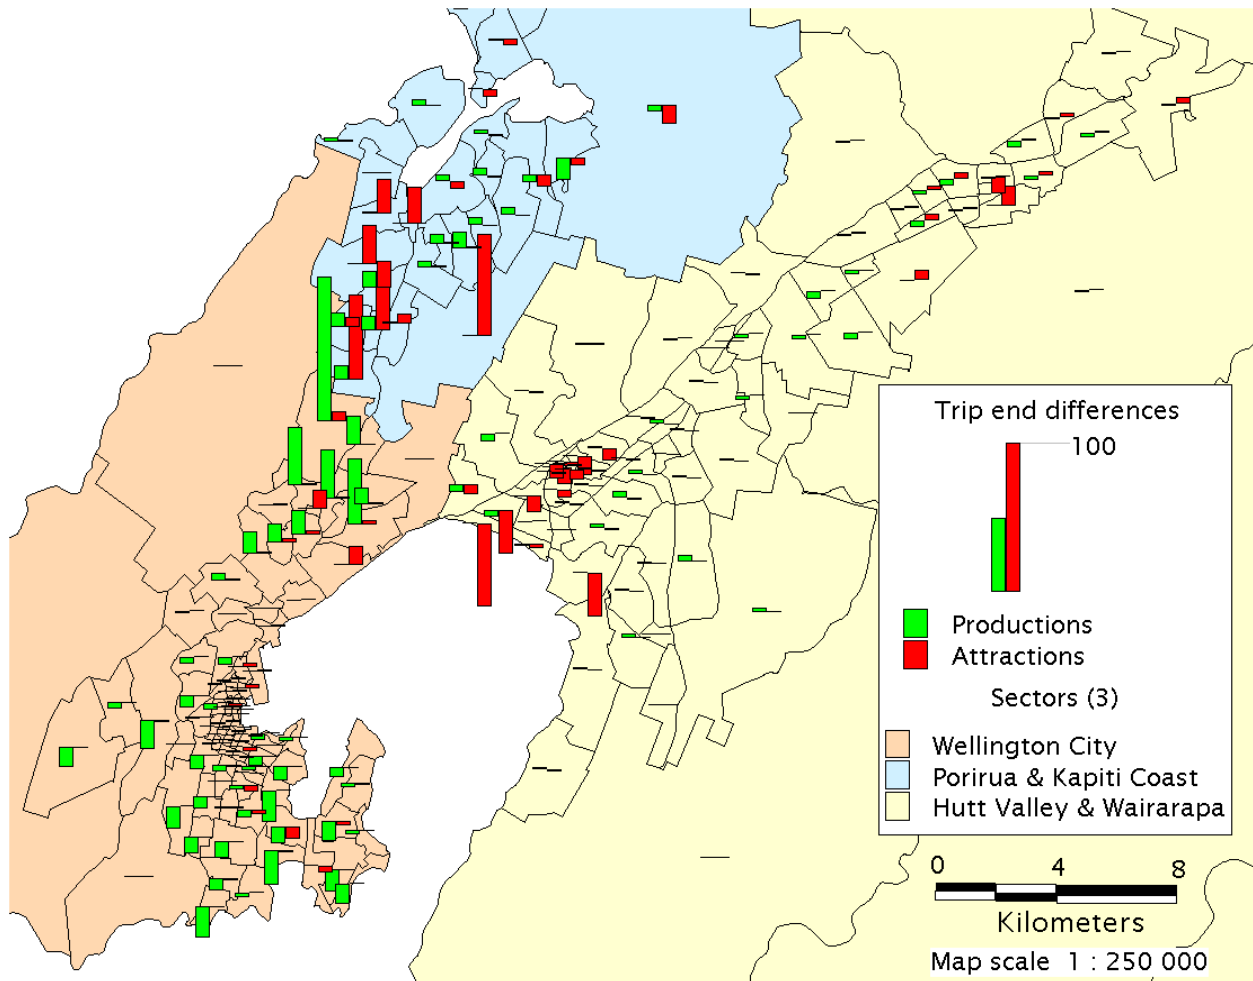 Trip end differences
100
Productions
Attractions
Sectors (3)
Wellington City
Porirua & Kapiti Coast
Hutt Valley & Wairarapa
0 4 8
Kilometers
Map scale 1 : 250 000